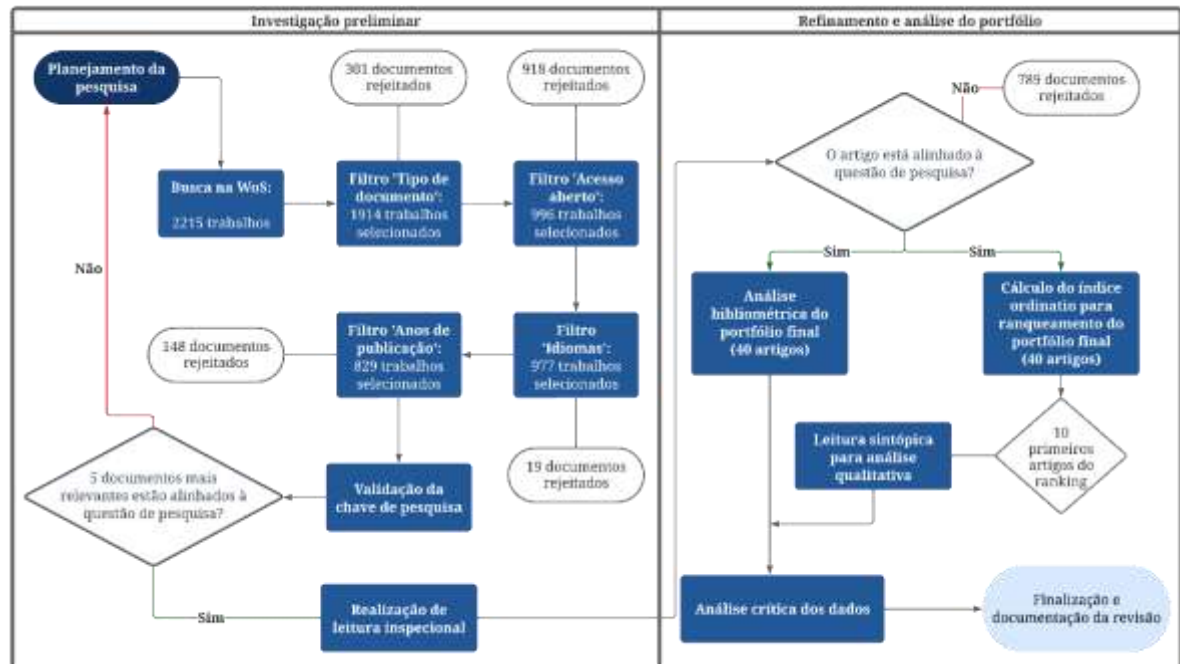 Investigação preliminar
Planejamento da
pesquisa
301 documentos
rejeitados
918 documentos
rejeitados
Busca na WoS:
2215 trabalhos
Filtro 'Tipo de
documento':
1914 trabalhos
selecionados
Filtro 'Acesso
aberto':
996 trabalhos
selecionados
Não
148 documentos
rejeitados
Filtro 'Anos de
publicação':
829 trabalhos
selecionados
Filtro
'Idiomas':
977 trabalhos
selecionados
19 documentos
rejeitados
5 documentos mais
relevantes estão alinhados à
questão de pesquisa?
Validação da
chave de pesquisa
Sim
Realização de
leitura inspecional
Refinamento e análise do portfólio
Não
789 documentos
rejeitados
O artigo está alinhado à
questão de pesquisa?
Sim
Sim
Análise
bibliométrica do
portfólio final
(40 artigos)
Cálculo do índice
ordinatio para
ranqueamento do
portfólio final
(40 artigos)
Leitura sintópica
para análise
qualitativa
10
primeiros
artigos do
ranking
Análise crítica dos dados
Finalização e
documentação da revisão